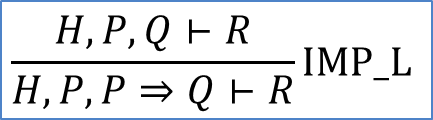 H, P, Q ⊢ R
H, P, P ⇒ Q ⊢ R
IMP_L